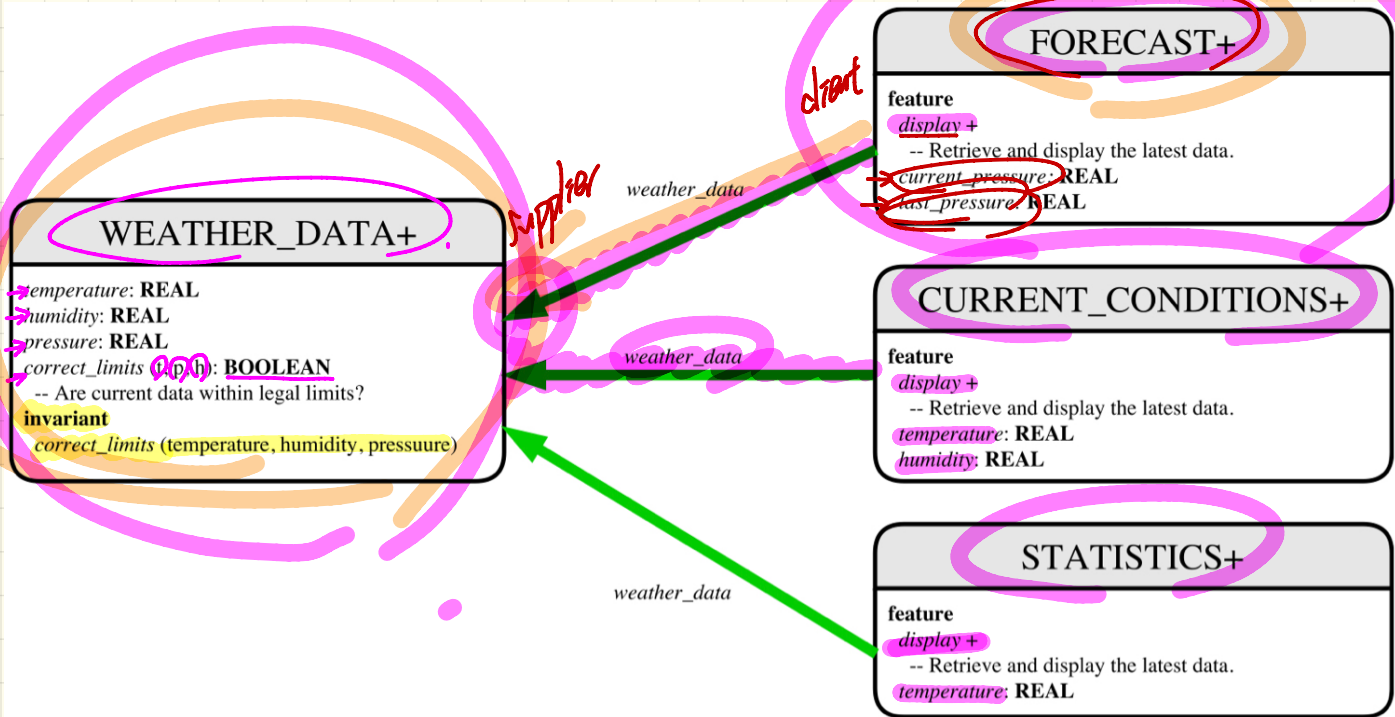 WEATHER_DATA+
temperature: REAL
humidity: REAL
pressure: REAL
correct_limits (t, p, h): BOOLEAN
-- Are current data within legal limits?
invariant
correct_limits (temperature, humidity, pressuure)
supplier
client
weather_data
weather_data
weather_data
FORECAST+
feature
display +
-- Retrieve and display the latest data.
current_pressure: REAL
last_pressure: REAL
CURRENT_CONDITIONS+
feature
display +
-- Retrieve and display the latest data.
temperature: REAL
humidity: REAL
STATISTICS+
feature
display +
-- Retrieve and display the latest data.
temperature: REAL